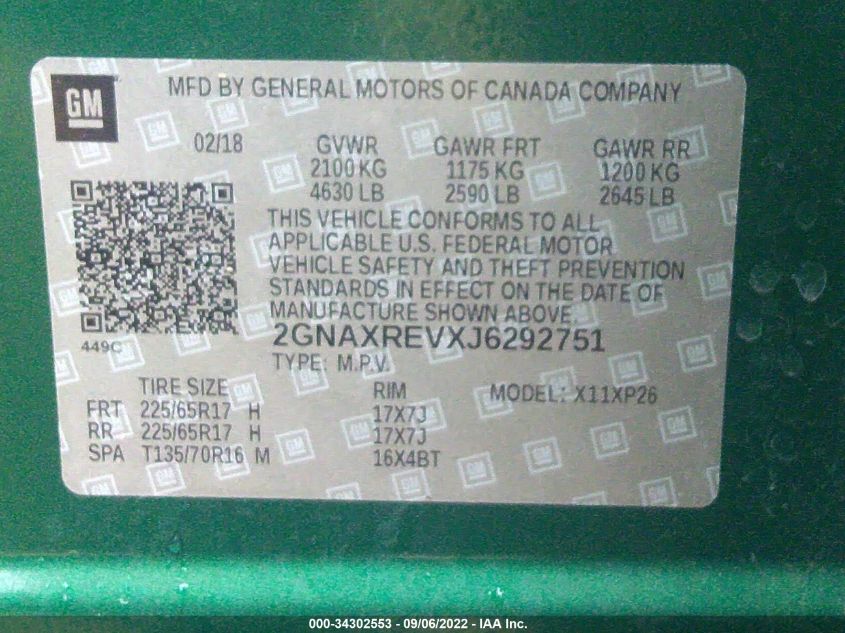 GM
MFD BY GENERAL MOTORS OF CANADA COMPANY
02/18 GVWR GAWR FRT GAWR RR
2100 KG 1175 KG 1200 KG
4630 LB 2590 LB 2645 LB
THIS VEHICLE CONFORMS TO ALL
APPLICABLE U.S. FEDERAL MOTOR
VEHICLE SAFETY AND THEFT PREVENTION
STANDARDS IN EFFECT ON THE DATE OF
MANUFACTURE SHOWN ABOVE.
449C 2GNAXREVXJ6292751
TYPE: M.P.V.
TIRE SIZE RIM MODEL: X11XP26
FRT 225/65R17 H 17X7J
RR 225/65R17 H 17X7J
SPA T135/70R16 M 16X4BT
000-34302553 - 09/06/2022 - IAA Inc.